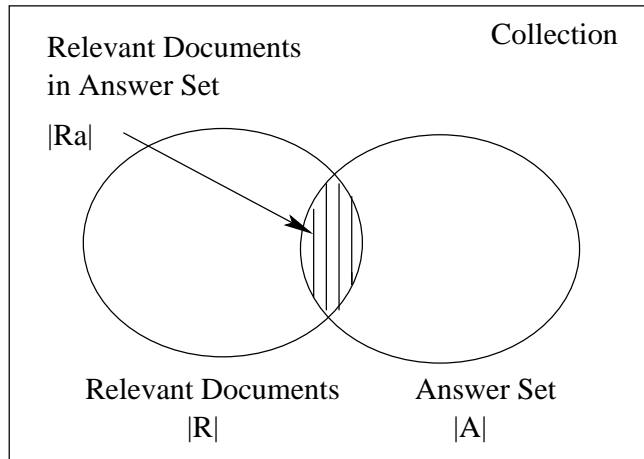 Relevant Documents
in Answer Set
|Ra|
Collection
Relevant Documents
|R|
Answer Set
|A|